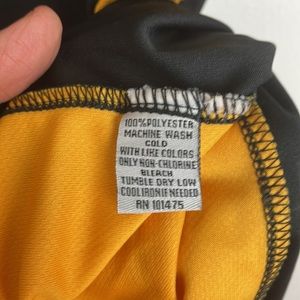 100%POLYESTER
MACHINE WASH
COLD
WITH LIKE COLORS
ONLY NON-CHLORINE
BLEACH
TUMBLE DRY LOW
COOL IRON IF NEEDED
RN 101475